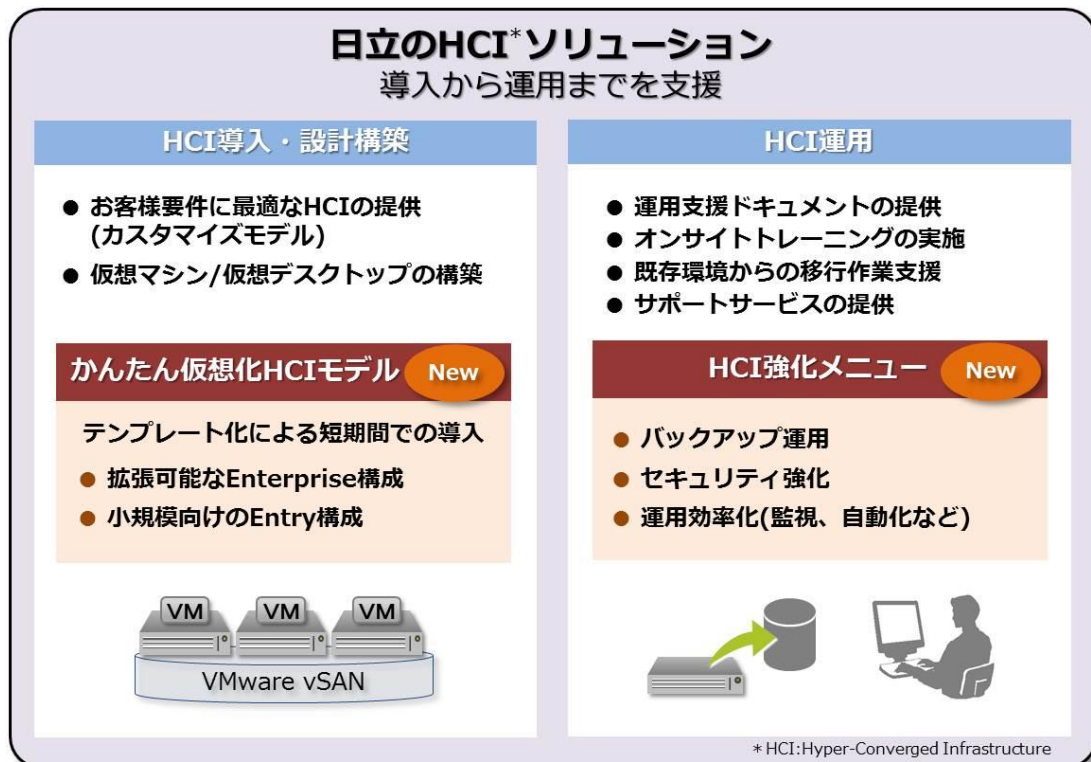 日立のHCI*ソリューション
導入から運用までを支援
HCI導入・設計構築
● お客様要件に最適なHCIの提供
(カスタマイズモデル)
● 仮想マシン/仮想デスクトップの構築
かんたん仮想化HCIモデル New
テンプレート化による短期間での導入
● 拡張可能なEnterprise構成
● 小規模向けのEntry構成
VM VM VM
VMware vSAN
HCI運用
● 運用支援ドキュメントの提供
● オンサイトトレーニングの実施
● 既存環境からの移行作業支援
● サポートサービスの提供
HCI強化メニュー New
● バックアップ運用
● セキュリティ強化
● 運用効率化(監視、自動化など)
*HCI:Hyper-Converged Infrastructure